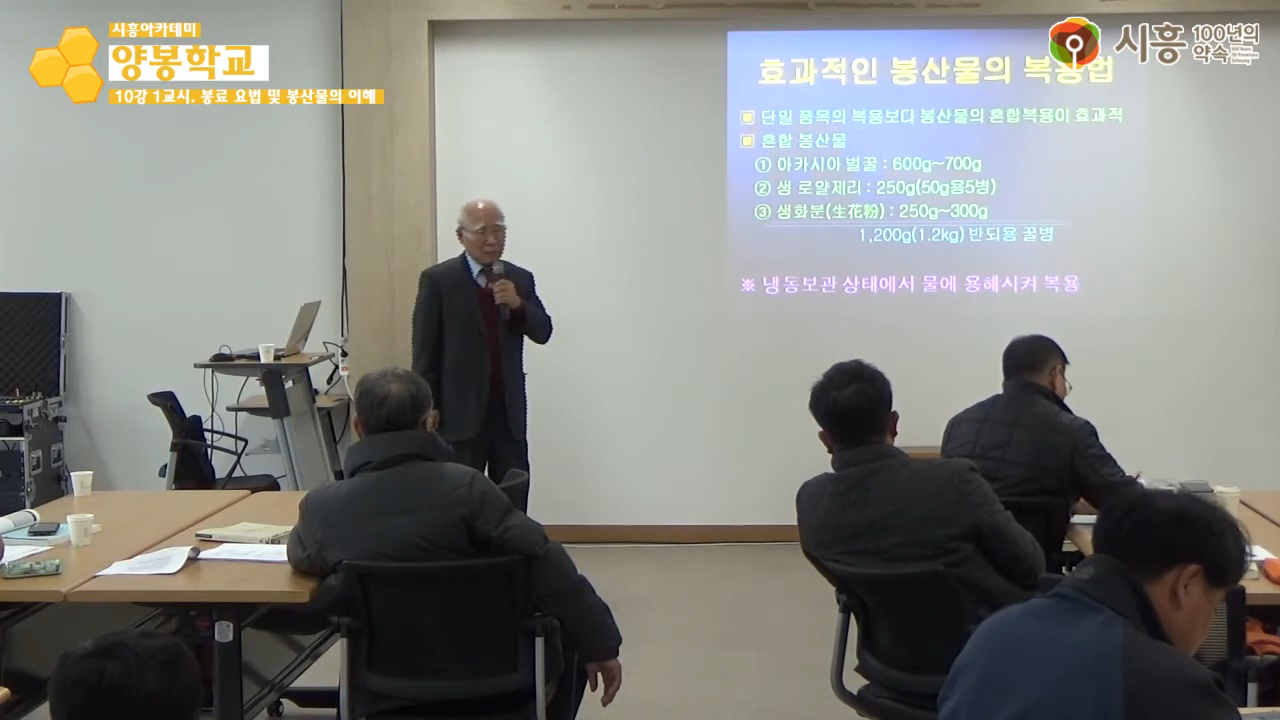 시흥아카데미
양봉학교
10강 1교시. 봉료 요법 및 봉산물의 이해
시흥 100년의
약속
효과적인 봉산물의 복용법
단일 품목의 복용보다 봉산물의 혼합복용이 효과적
혼합 봉산물
① 아카시아 벌꿀 : 600g~700g
② 생 로얄제리 : 250g(50g용5병)
③ 생화분(生花粉) : 250g~300g
1,200g(1.2kg) 반되용 꿀병
※ 냉동보관 상태에서 물에 용해시켜 복용